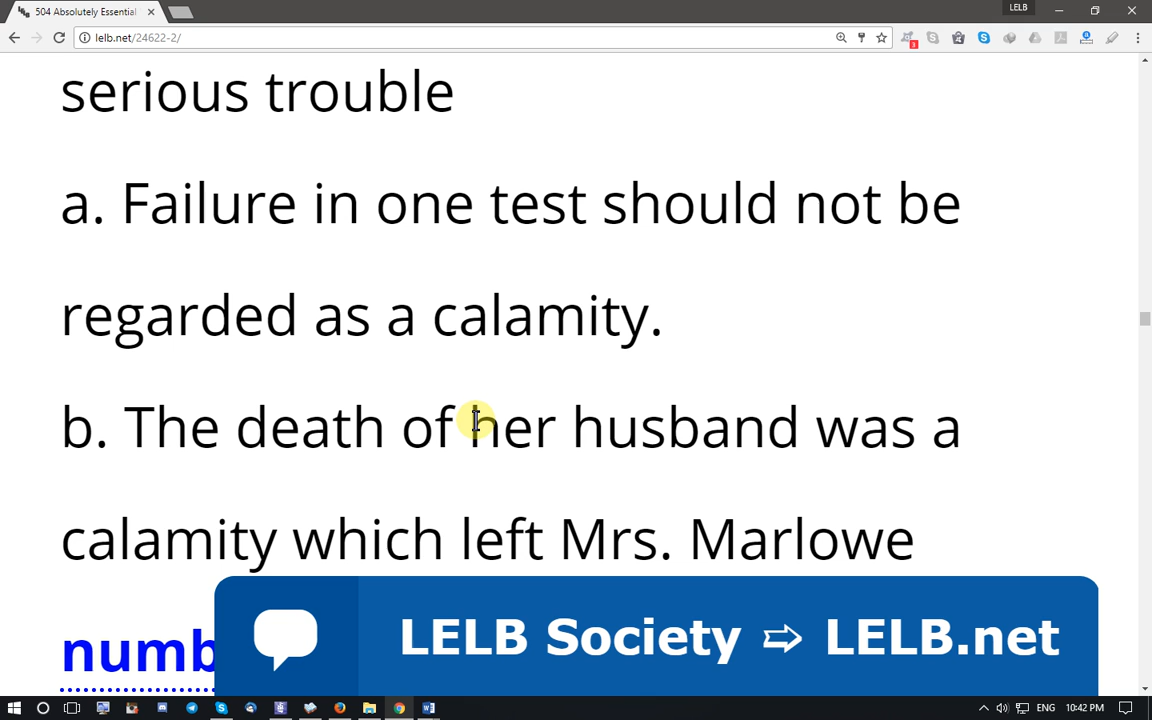 504 Absolutely Essential
LELB
lelb.net/24622-2/
serious trouble
a. Failure in one test should not be
regarded as a calamity.
b. The death of her husband was a
calamity which left Mrs. Marlowe
numb
LELB Society ⇨ LELB.net
ENG 10:42 PM